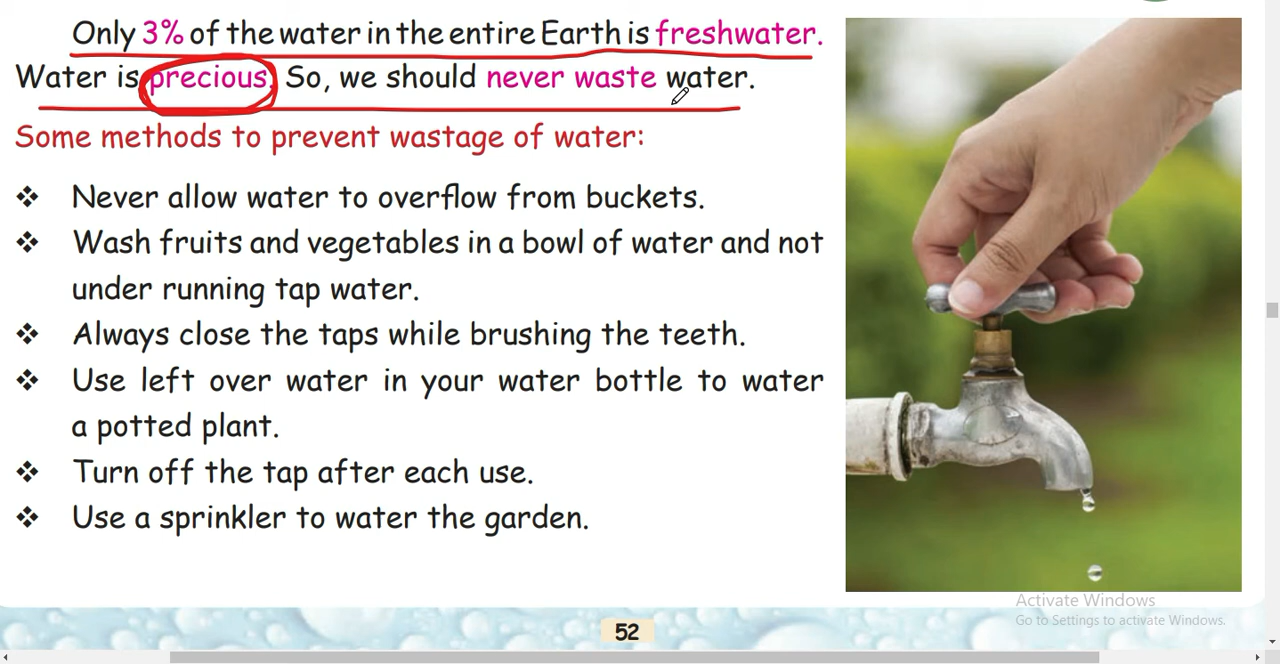 Only 3% of the water in the entire Earth is freshwater.
Water is precious. So, we should never waste water.
Some methods to prevent wastage of water:
❖ Never allow water to overflow from buckets.
❖ Wash fruits and vegetables in a bowl of water and not
under running tap water.
❖ Always close the taps while brushing the teeth.
❖ Use left over water in your water bottle to water
a potted plant.
❖ Turn off the tap after each use.
❖ Use a sprinkler to water the garden.
Activate Windows
Go to Settings to activate Windows.
52